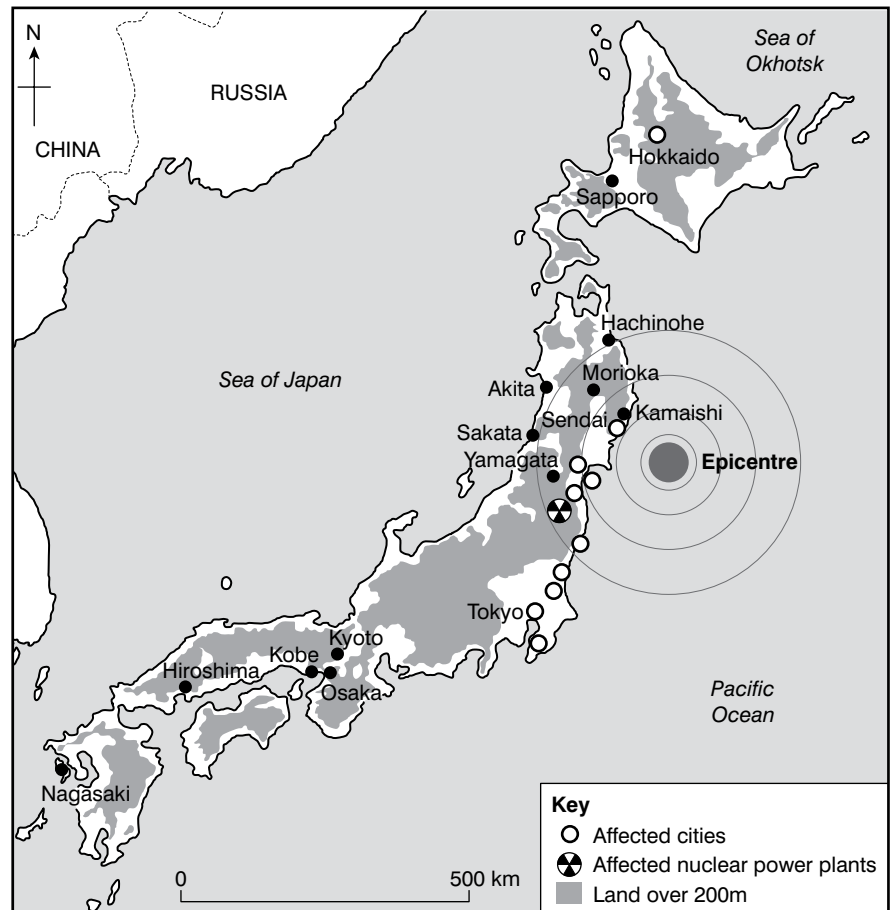 N
Sea of
Okhotsk
RUSSIA
CHINA
Hokkaido
Sapporo
Hachinohe
Sea of Japan
Morioka
Akita
Kamaishi
Sendai
Sakata
Yamagata
Epicentre
Tokyo
Kyoto
Kobe
Hiroshima
Osaka
Pacific
Ocean
Nagasaki
Key
Affected cities
Affected nuclear power plants
Land over 200m
0 500 km